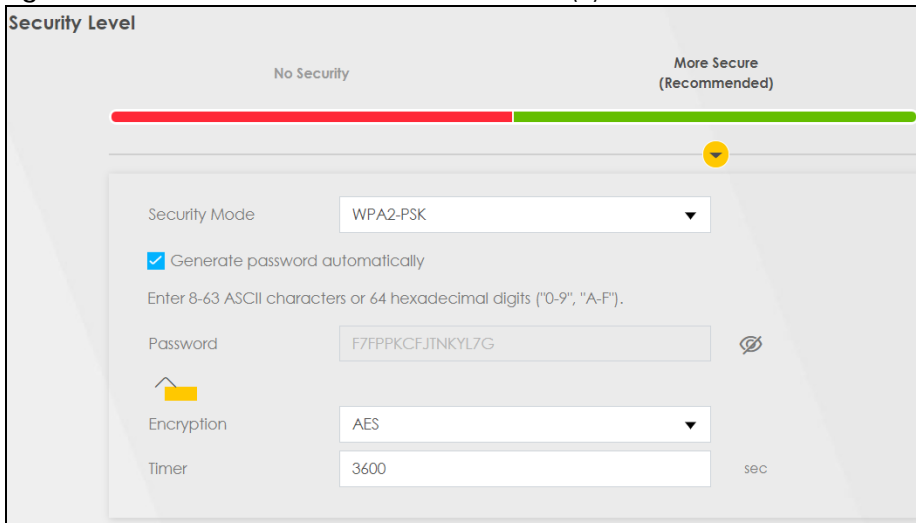 Security Level
No Security
More Secure
(Recommended)
Security Mode WPA2-PSK
Generate password automatically
Enter 8-63 ASCII characters or 64 hexadecimal digits ("0-9", "A-F").
Password F7FPPKCFJTNKYL7G
Encryption AES
Timer 3600 sec